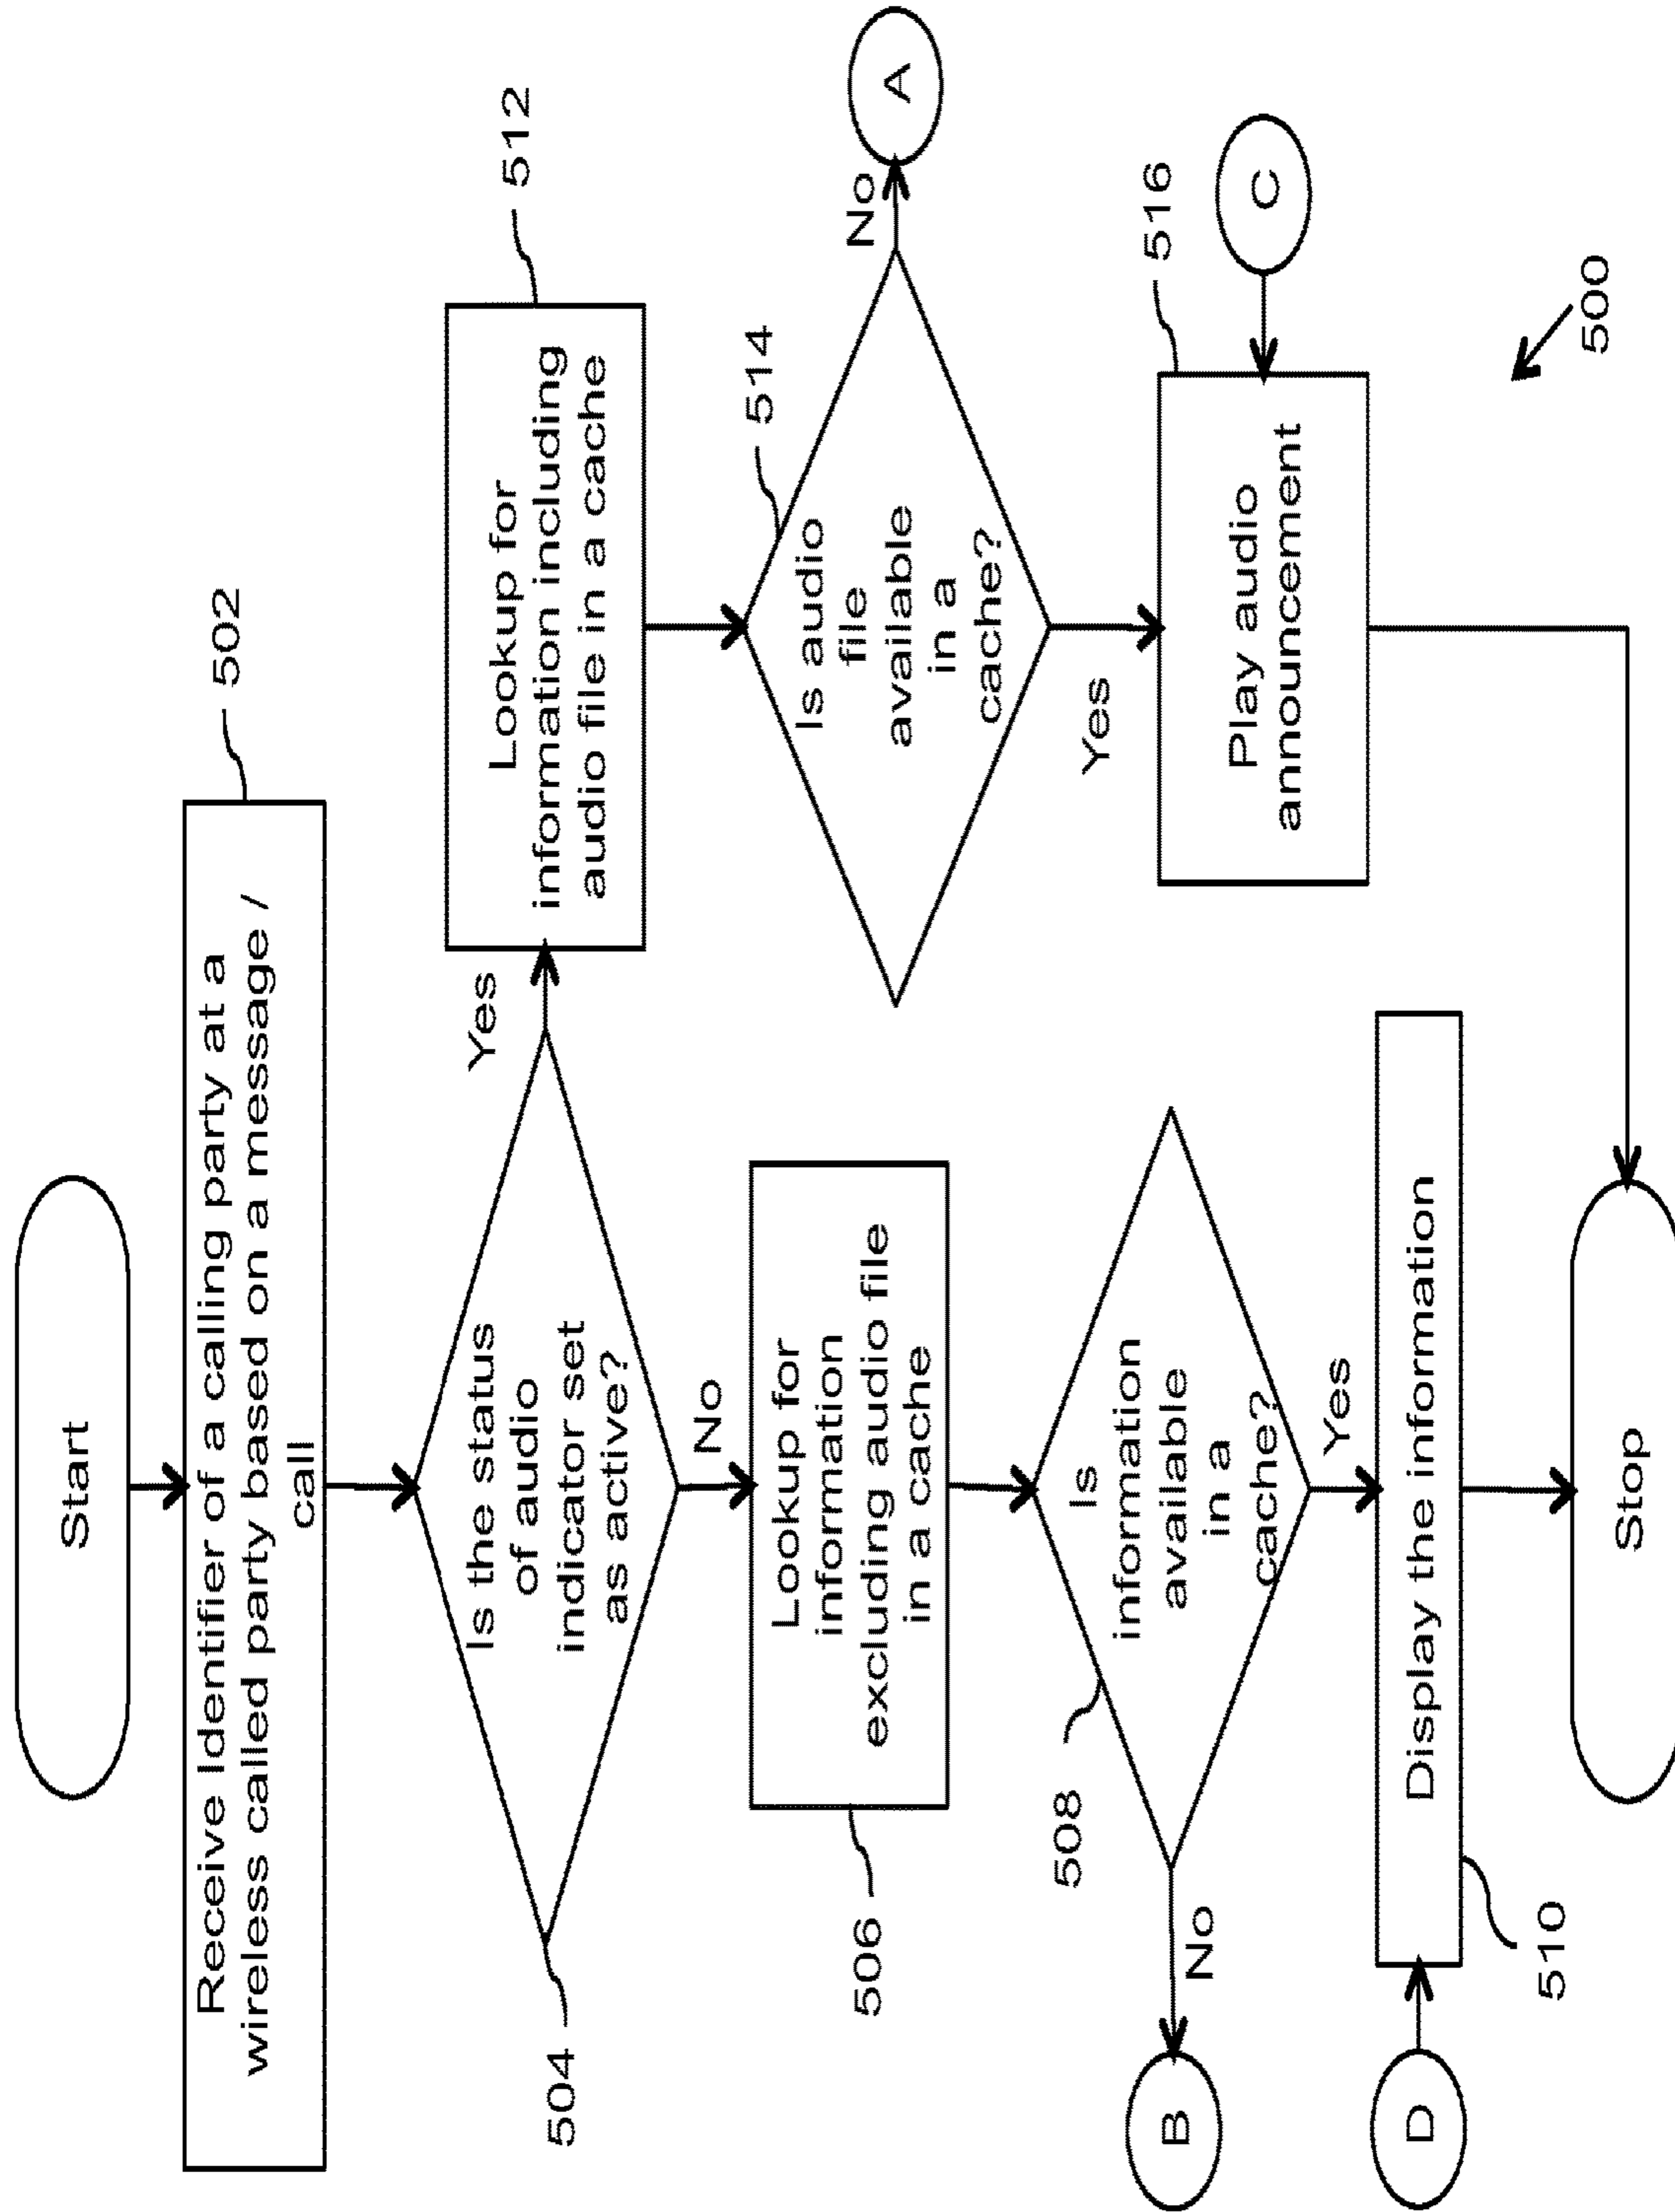 Start
502
Receive Identifier of a calling party at a
wireless called party based on a message /
call
504
Is the status
of audio
indicator set
as active?
Yes
No
512
Lookup for
information including
audio file in a cache
506
Lookup for
information
excluding audio file
in a cache
514
Is audio
file
available
in a
cache?
No
A
Yes
508
Is
information
available
in a
cache?
No
B
Yes
516
Play audio
announcement
C
D
Display the information
510
Stop
500